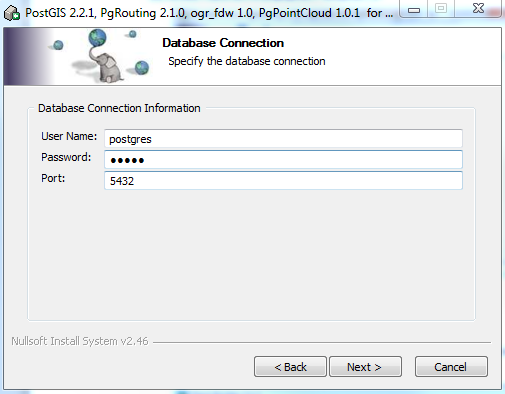 PostGIS 2.2.1, PgRouting 2.1.0, ogr_fdw 1.0, PgPointCloud 1.0.1 for ...
Database Connection
Specify the database connection
Database Connection Information
User Name: postgres
Password: •••••
Port: 5432
Nullsoft Install System v2.46
< Back Next > Cancel